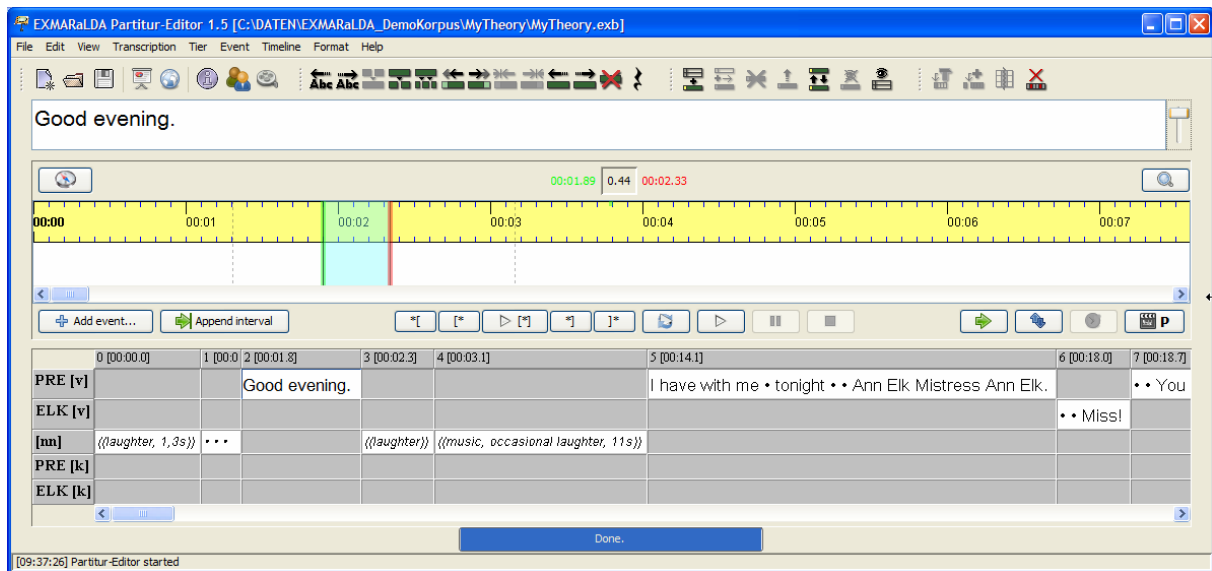 EXMARaLDA Partitur-Editor 1.5 [C:\DATEN\EXMARaLDA_DemoKorpus\MyTheory\MyTheory.exb]
File Edit View Transcription Tier Event Timeline Format Help
Abc Abc
Good evening.
00:01.89 0.44 00:02.33
00:00 00:01 00:02 00:03 00:04 00:05 00:06 00:07
Add event... Append interval *[ [* [*] *] ]* P
0 [00:00.0] 1 [00:0 2 [00:01.8] 3 [00:02.3] 4 [00:03.1] 5 [00:14.1] 6 [00:18.0] 7 [00:18.7]
PRE [v] Good evening. I have with me • tonight • • Ann Elk Mistress Ann Elk. • • You
ELK [v] • • Miss!
[nn] ((laughter, 1,3s)) • • • ((laughter)) ((music, occasional laughter, 11s))
PRE [k]
ELK [k]
Done.
[09:37:26] Partitur-Editor started